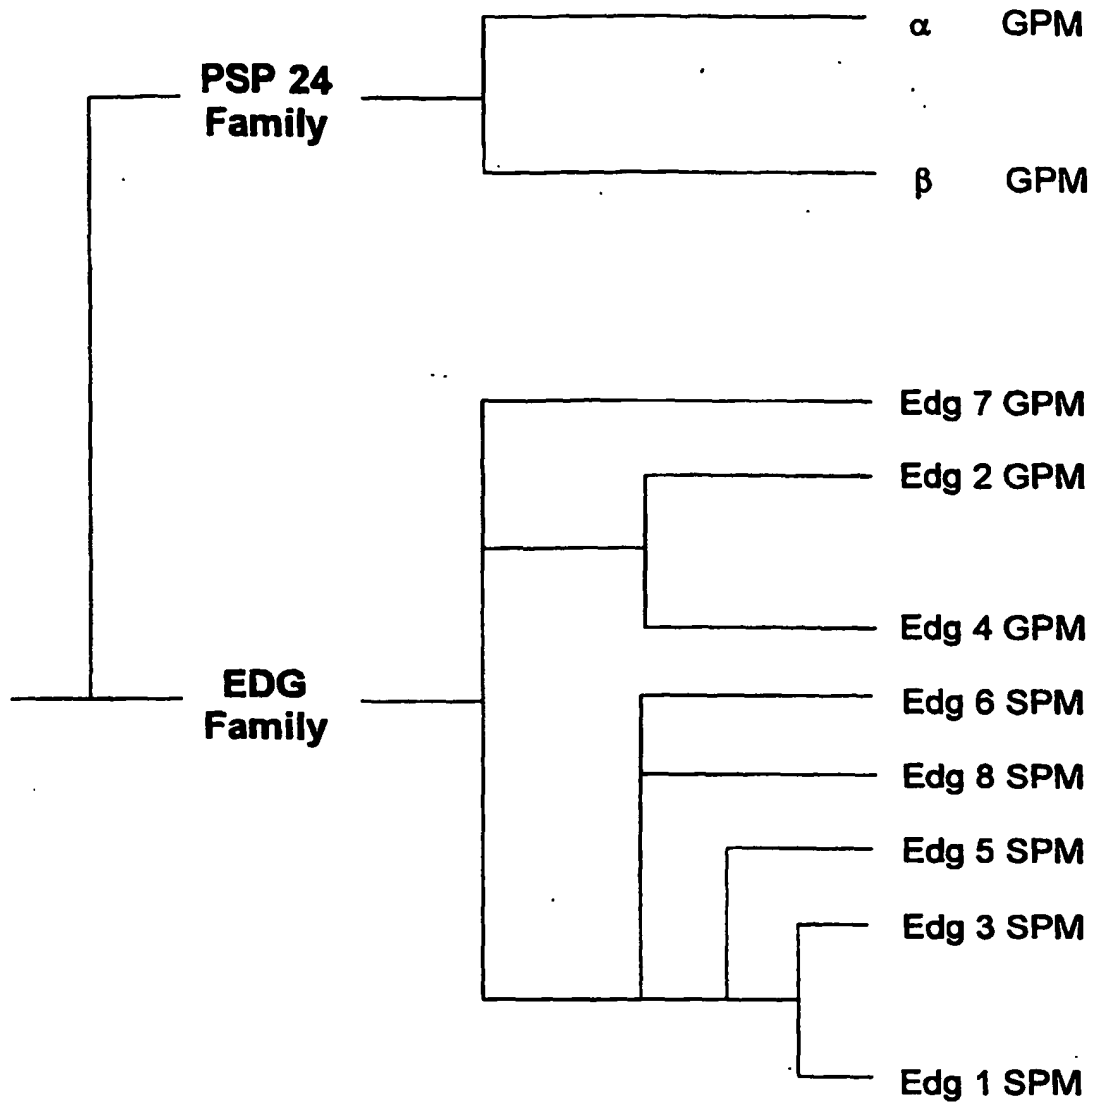 α GPM
PSP 24
Family
β GPM
Edg 7 GPM
Edg 2 GPM
Edg 4 GPM
EDG
Family
Edg 6 SPM
Edg 8 SPM
Edg 5 SPM
Edg 3 SPM
Edg 1 SPM